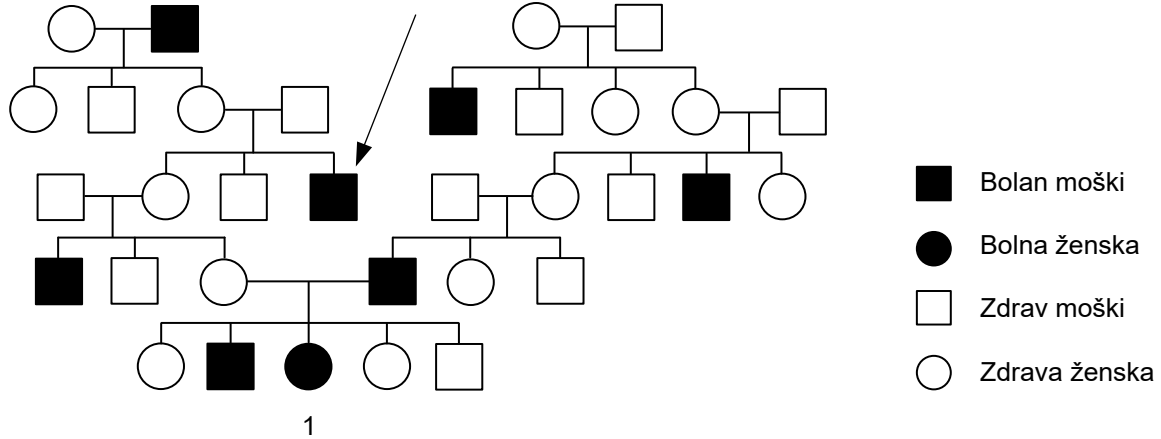 Bolan moški
Bolna ženska
Zdrav moški
Zdrava ženska
1